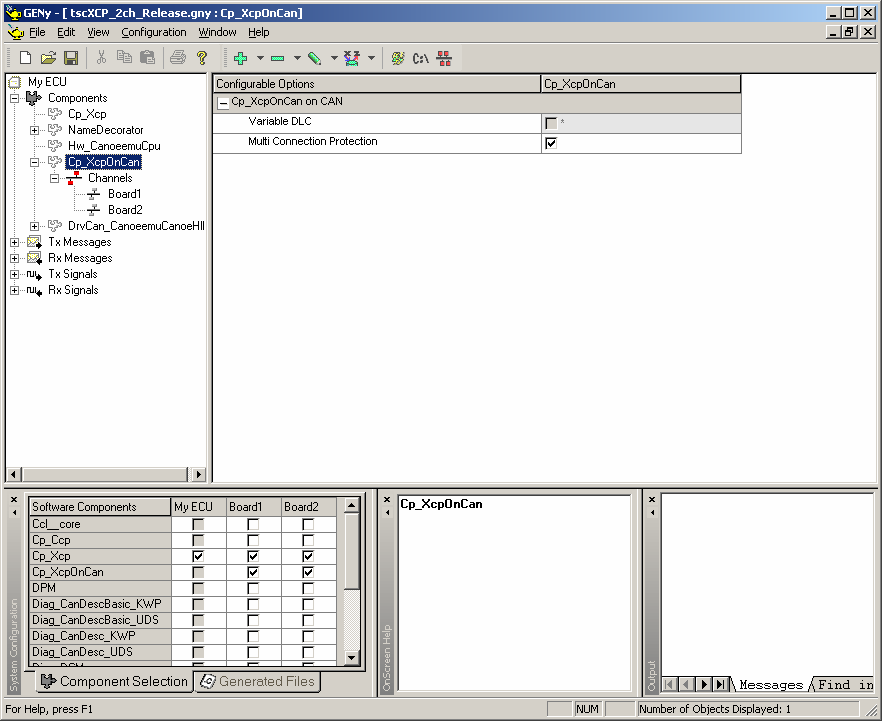 GENy - [ tscXCP_2ch_Release.gny : Cp_XcpOnCan]
File Edit View Configuration Window Help
C:\
My ECU
Components
Cp_Xcp
NameDecorator
Hw_CanoeemuCpu
Cp_XcpOnCan
Channels
Board1
Board2
DrvCan_CanoeemuCanoeHll
Tx Messages
Rx Messages
Tx Signals
Rx Signals
Configurable Options Cp_XcpOnCan
Cp_XcpOnCan on CAN
Variable DLC *
Multi Connection Protection
System Configuration
Software Components My ECU Board1 Board2
Ccl__core
Cp_Ccp
Cp_Xcp
Cp_XcpOnCan
DPM
Diag_CanDescBasic_KWP
Diag_CanDescBasic_UDS
Diag_CanDesc_KWP
Diag_CanDesc_UDS
Component Selection Generated Files
OnScreen Help
Cp_XcpOnCan
Output
Messages Find in
For Help, press F1
NUM
Number of Objects Displayed: 1